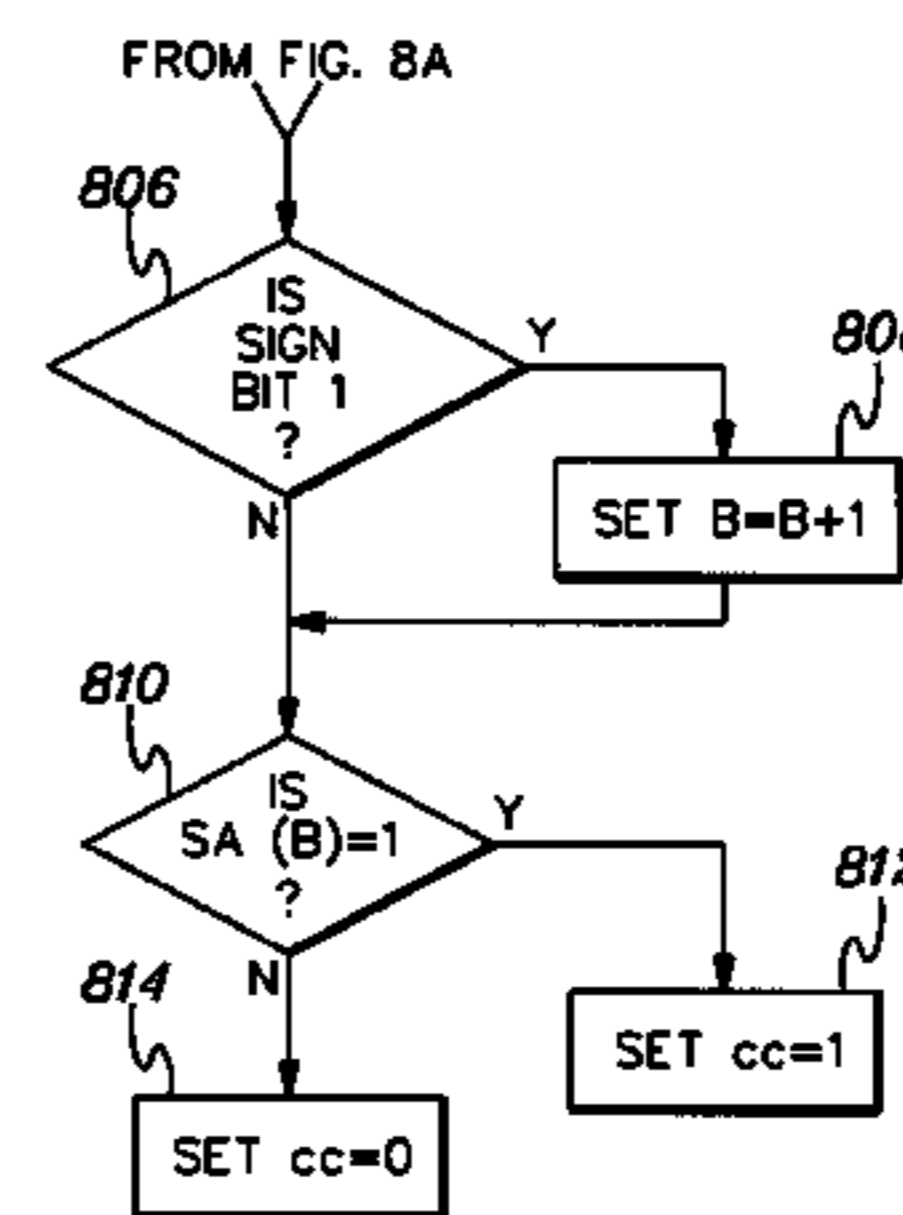 FROM FIG. 8A
806
IS
SIGN
BIT 1
?
Y
N
SET B=B+1
810
IS
SA (B)=1
?
Y
N
812
SET cc=1
814
SET cc=0